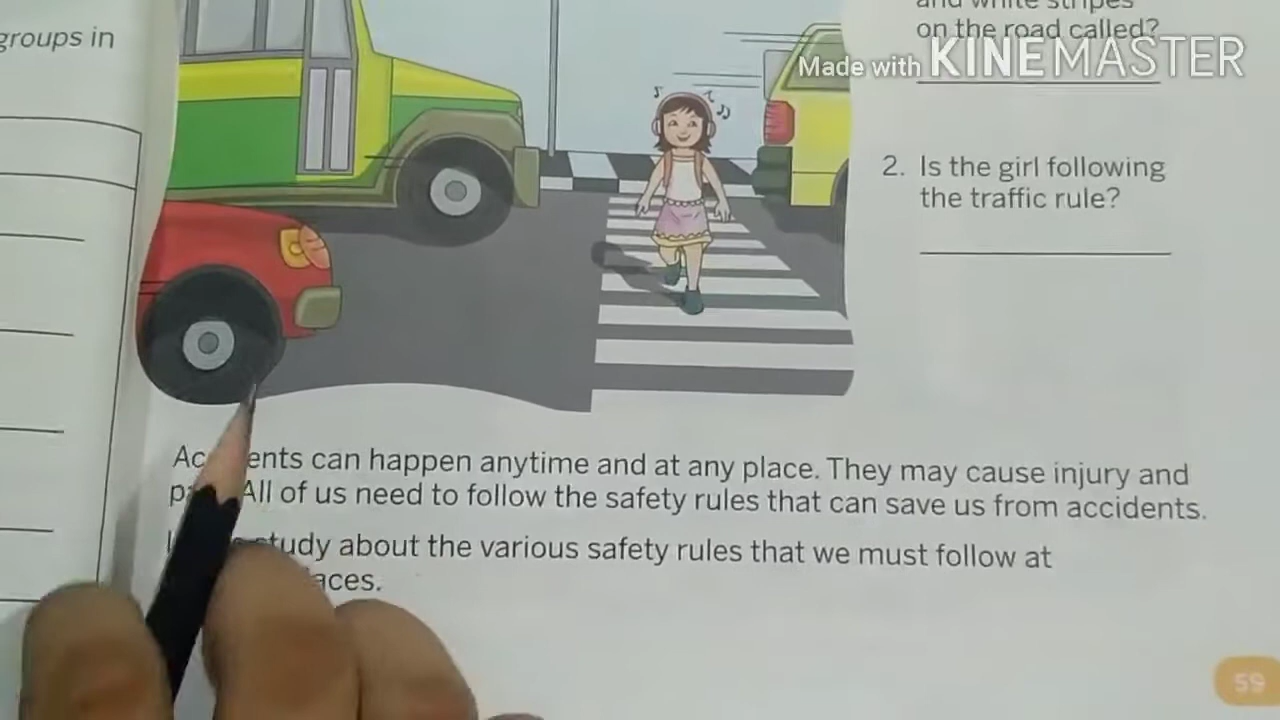 groups in
and white stripes
on the road called?
Made with KINEMASTER
2. Is the girl following
the traffic rule?
ents can happen anytime and at any place. They may cause injury and
All of us need to follow the safety rules that can save us from accidents.
study about the various safety rules that we must follow at
aces.
59